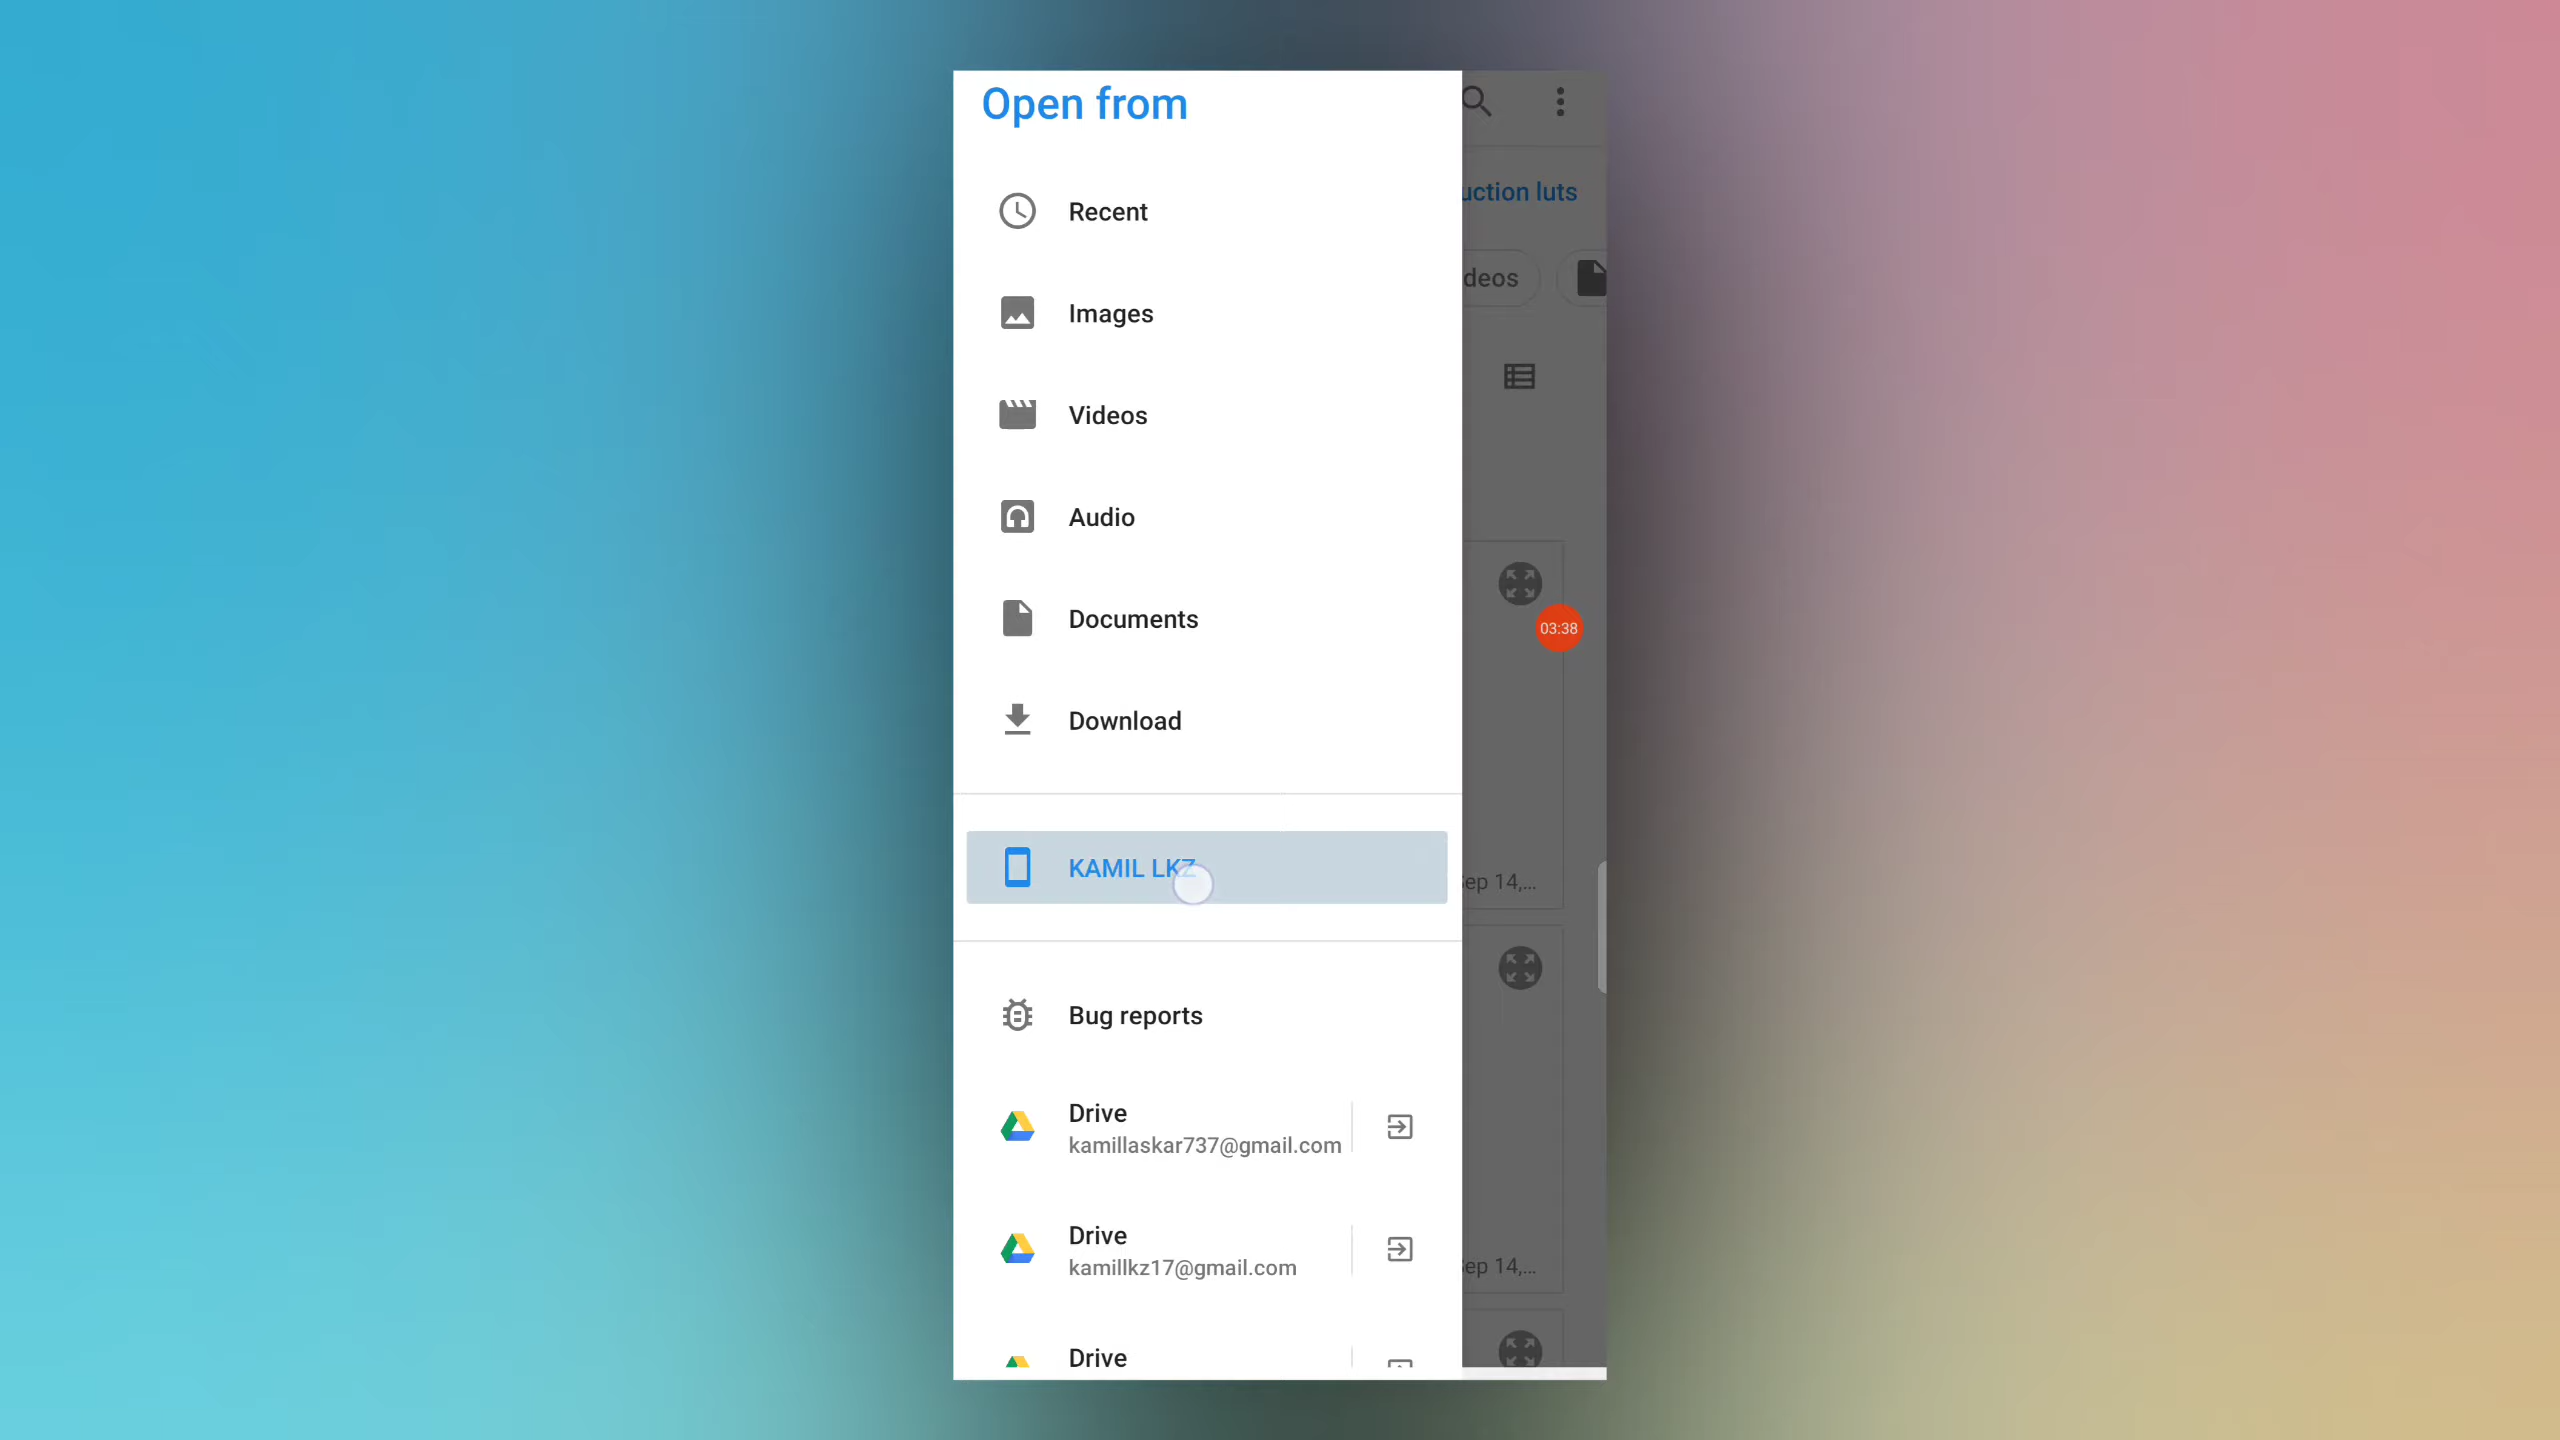 Open from
Recent
Images
Videos
Audio
Documents
Download
KAMIL LKZ
Bug reports
Drive
kamillaskar737@gmail.com
Drive
kamillkz17@gmail.com
Drive
uction luts
deos
03:38
ep 14,...
ep 14,...